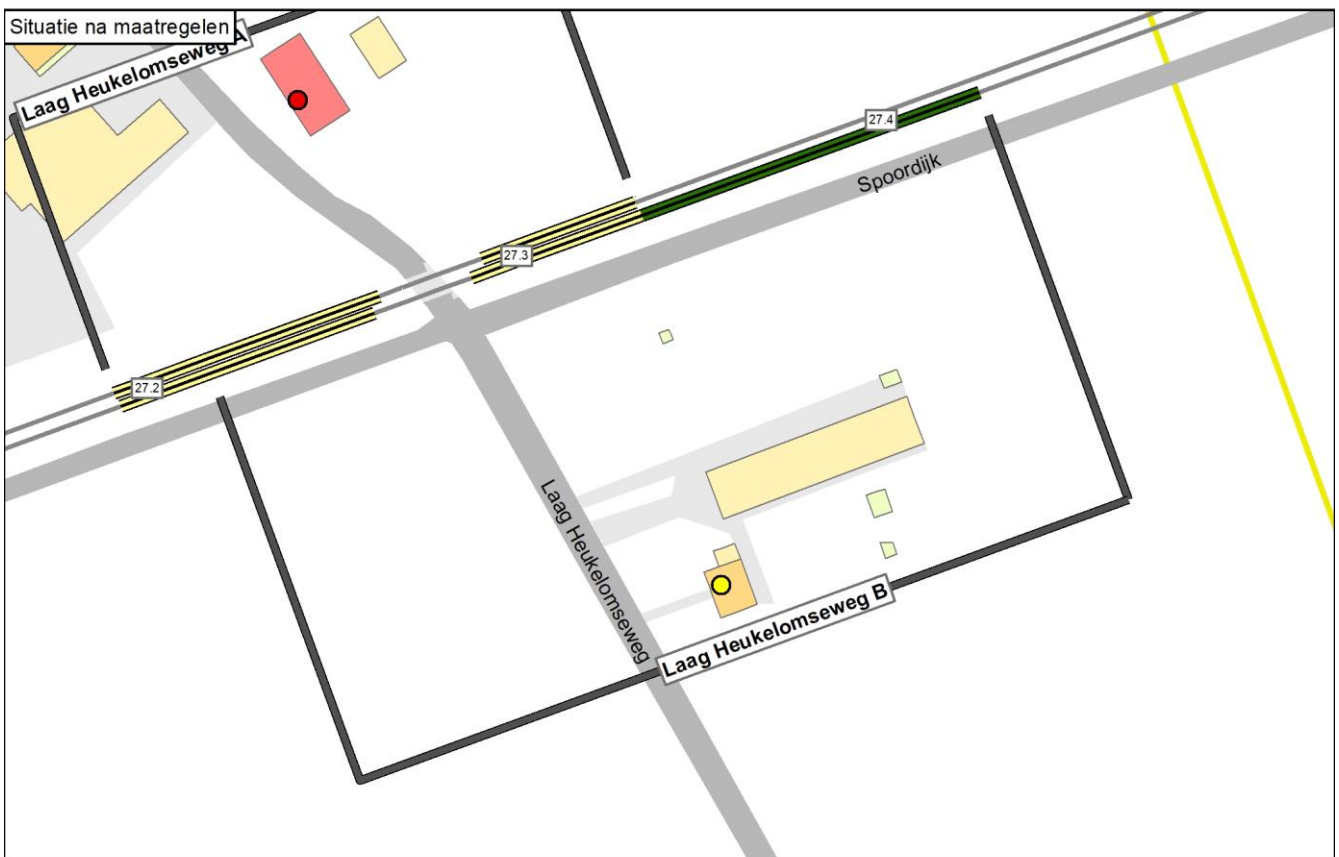 Situatie na maatregelen
Laag Heukelomseweg A
27.4
Spoordijk
27.3
27.2
Laag Heukelomseweg
Laag Heukelomseweg B